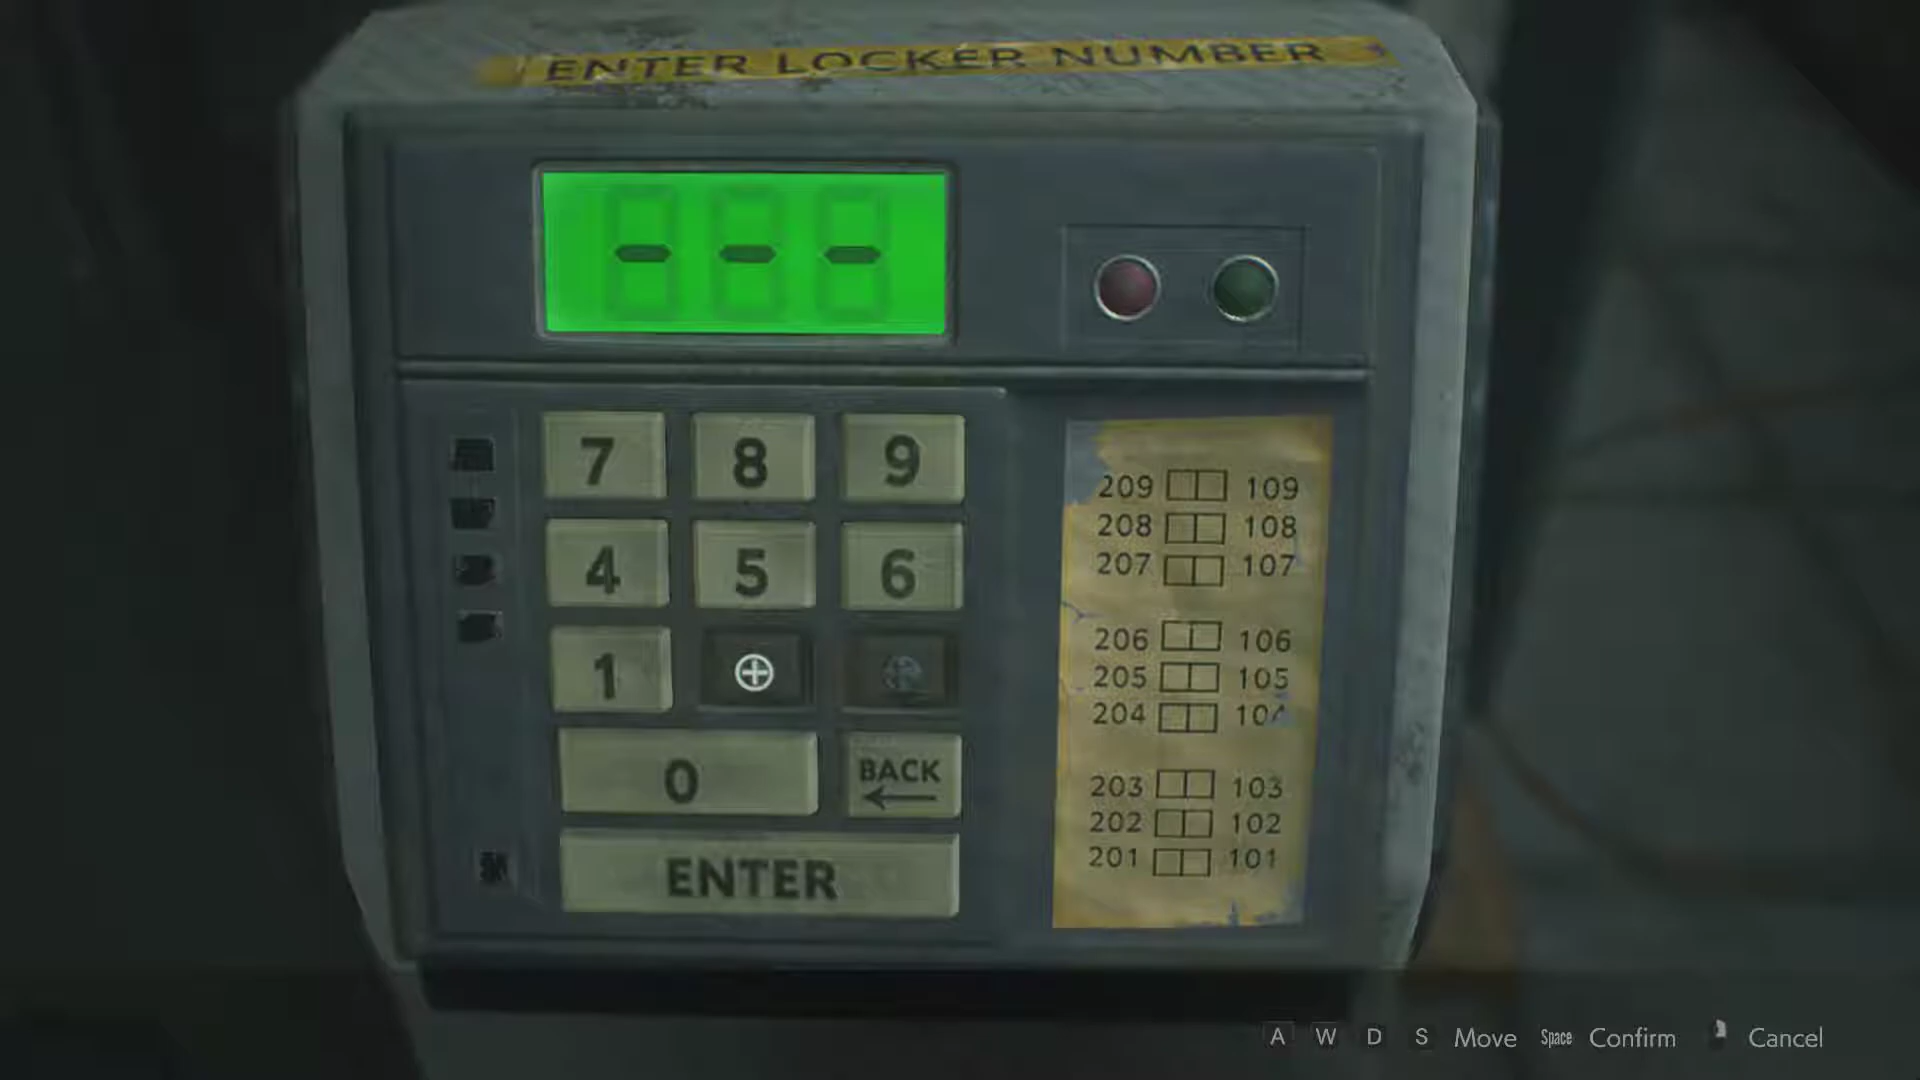 ENTER LOCKER NUMBER
- - -
7 8 9
4 5 6
1
0 BACK
ENTER
209 109
208 108
207 107
206 106
205 105
204 104
203 103
202 102
201 101
A W D S Move Space Confirm Cancel